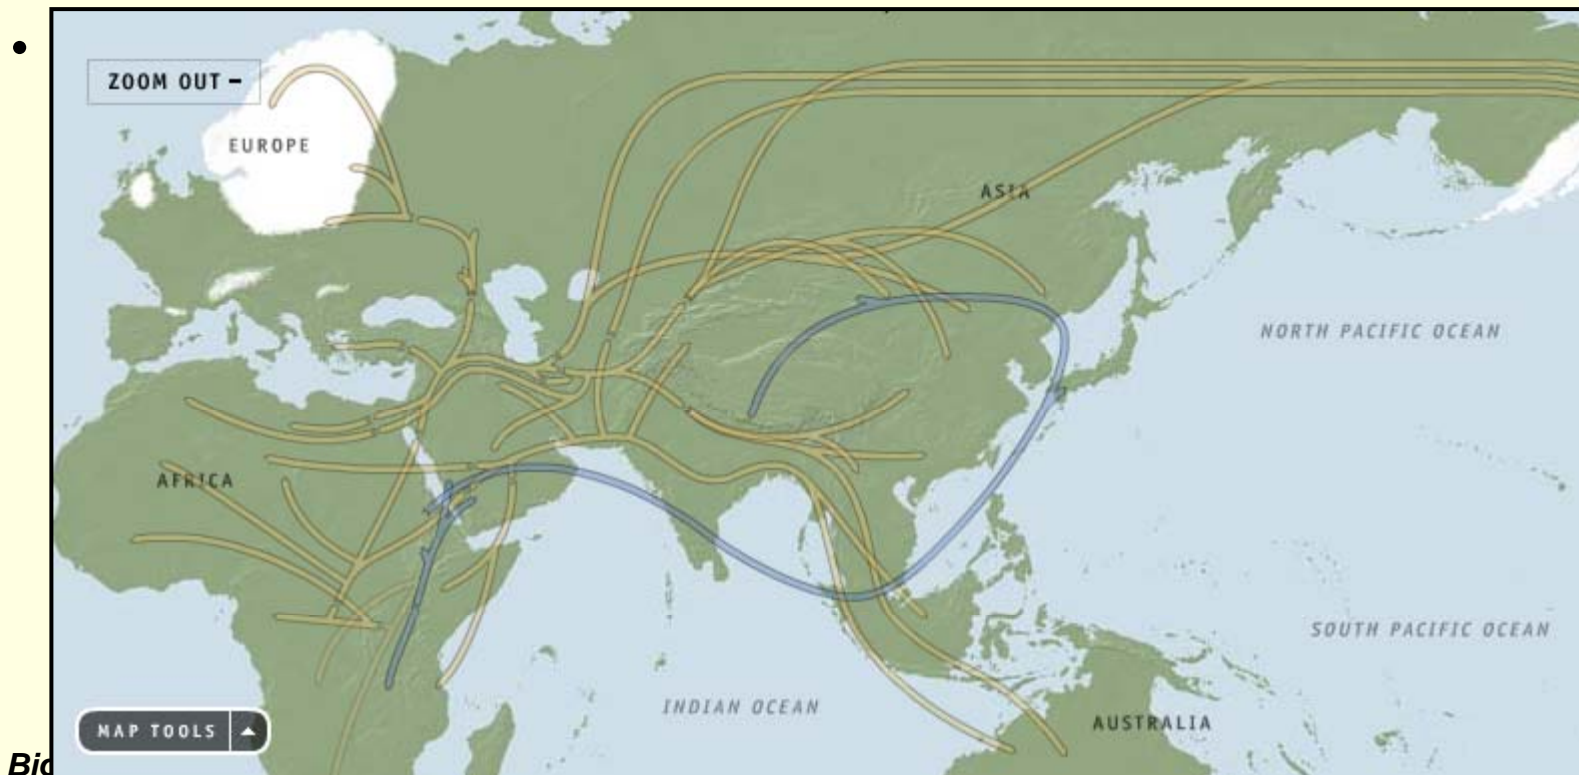 •
ZOOM OUT –
EUROPE
ASIA
NORTH PACIFIC OCEAN
AFRICA
SOUTH PACIFIC OCEAN
INDIAN OCEAN
AUSTRALIA
MAP TOOLS